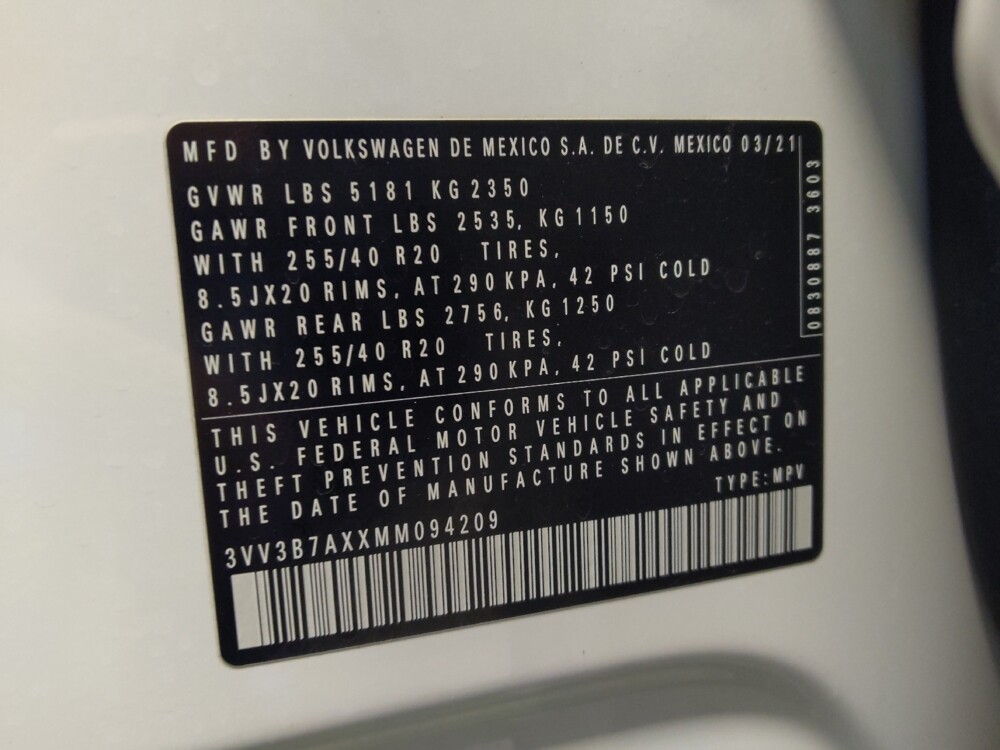 MFD BY VOLKSWAGEN DE MEXICO S.A. DE C.V. MEXICO 03/21
GVWR LBS 5181 KG 2350
GAWR FRONT LBS 2535, KG 1150
WITH 255/40 R20 TIRES,
8.5JX20 RIMS, AT 290 KPA, 42 PSI COLD
GAWR REAR LBS 2756, KG 1250
WITH 255/40 R20 TIRES,
8.5JX20 RIMS, AT 290 KPA, 42 PSI COLD
0830887 3603
THIS VEHICLE CONFORMS TO ALL APPLICABLE
U.S. FEDERAL MOTOR VEHICLE SAFETY AND
THEFT PREVENTION STANDARDS IN EFFECT ON
THE DATE OF MANUFACTURE SHOWN ABOVE.
TYPE:MPV
3VV3B7AXXMM094209